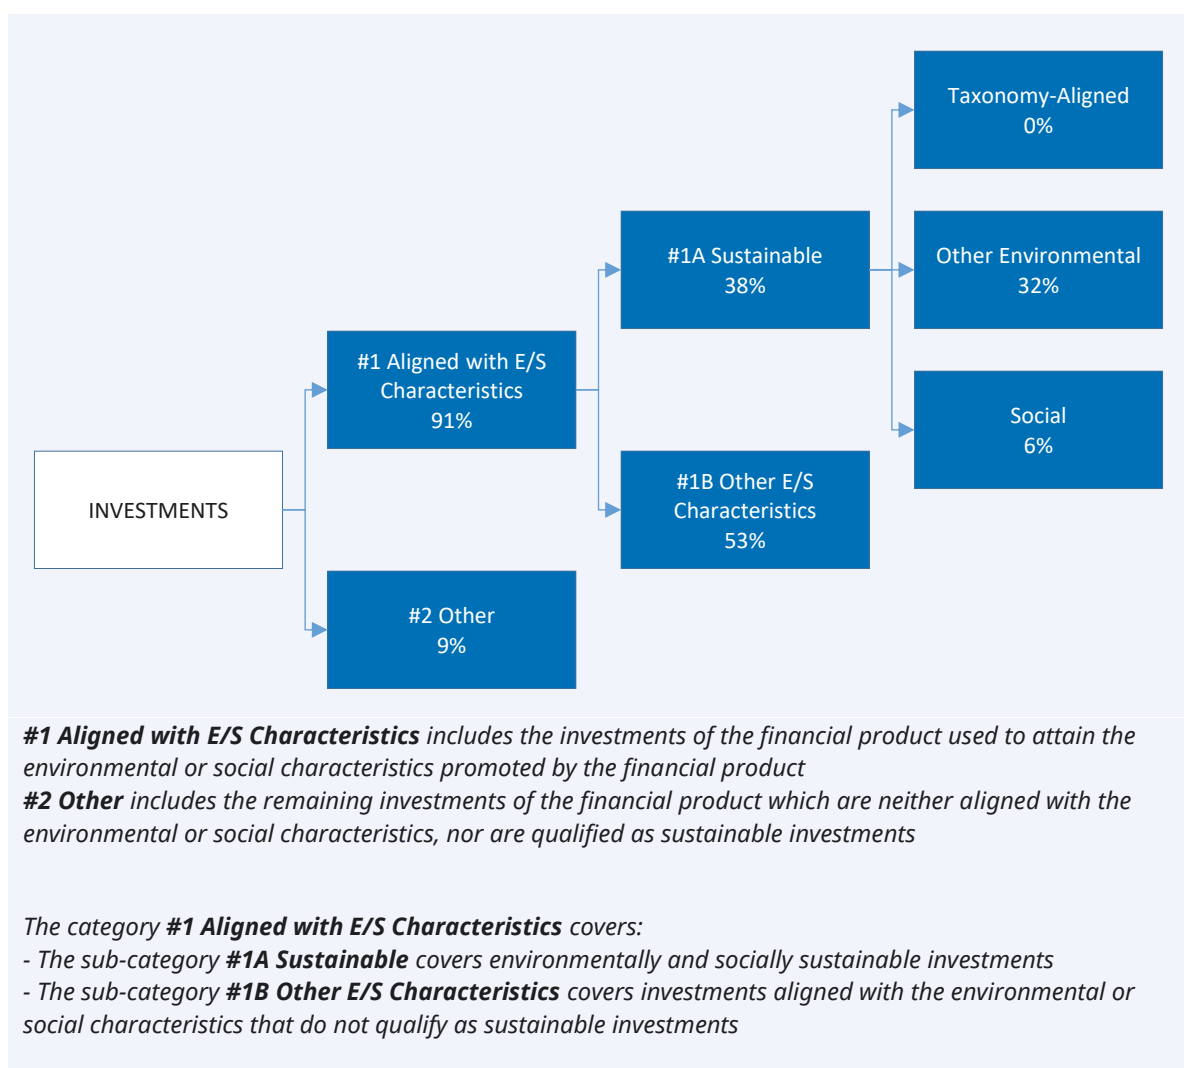 Taxonomy-Aligned
0%
#1A Sustainable
38%
Other Environmental
32%
#1 Aligned with E/S
Characteristics
91%
Social
6%
INVESTMENTS
#1B Other E/S
Characteristics
53%
#2 Other
9%
#1 Aligned with E/S Characteristics includes the investments of the financial product used to attain the
environmental or social characteristics promoted by the financial product
#2 Other includes the remaining investments of the financial product which are neither aligned with the
environmental or social characteristics, nor are qualified as sustainable investments
The category #1 Aligned with E/S Characteristics covers:
- The sub-category #1A Sustainable covers environmentally and socially sustainable investments
- The sub-category #1B Other E/S Characteristics covers investments aligned with the environmental or
social characteristics that do not qualify as sustainable investments